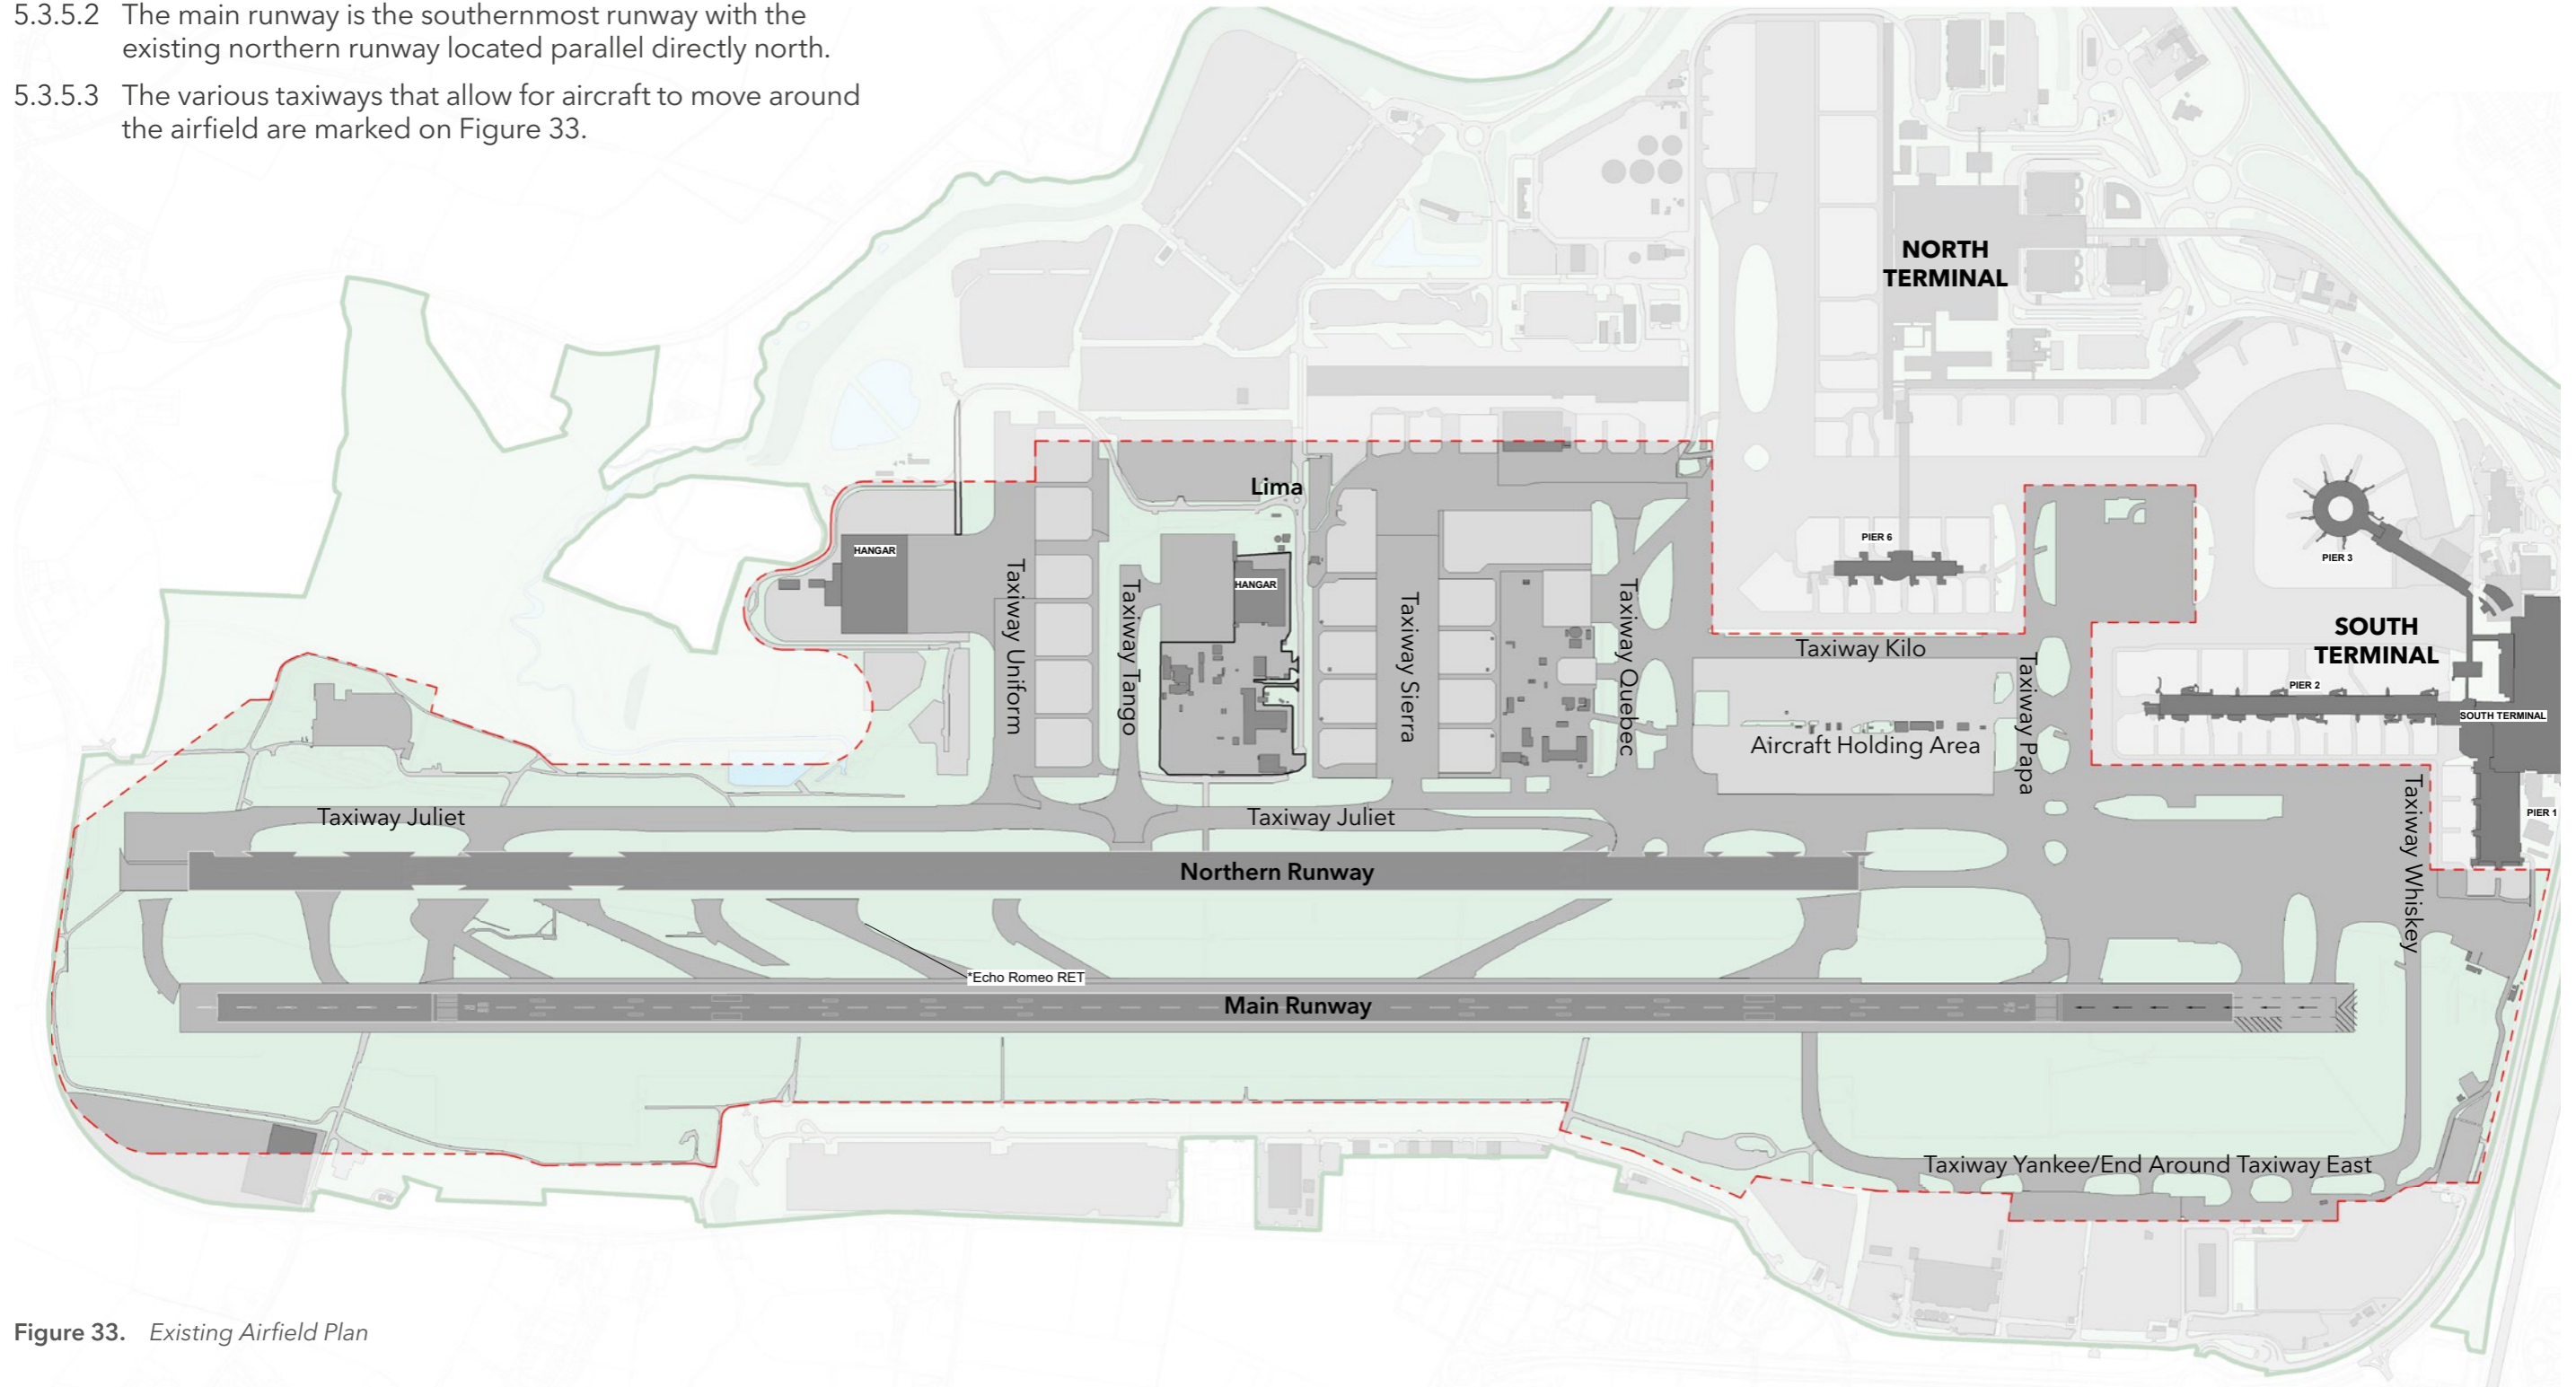 5.3.5.2 The main runway is the southernmost runway with the
existing northern runway located parallel directly north.
5.3.5.3 The various taxiways that allow for aircraft to move around
the airfield are marked on Figure 33.
NORTH
TERMINAL
Lima
HANGAR
HANGAR
PIER 6
PIER 3
Taxiway Uniform
Taxiway Tango
Taxiway Sierra
Taxiway Quebec
Taxiway Kilo
Taxiway Papa
SOUTH
TERMINAL
PIER 2
SOUTH TERMINAL
Aircraft Holding Area
Taxiway Juliet
Taxiway Juliet
Taxiway Whiskey
PIER 1
Northern Runway
*Echo Romeo RET
Main Runway
Taxiway Yankee/End Around Taxiway East
Figure 33. Existing Airfield Plan